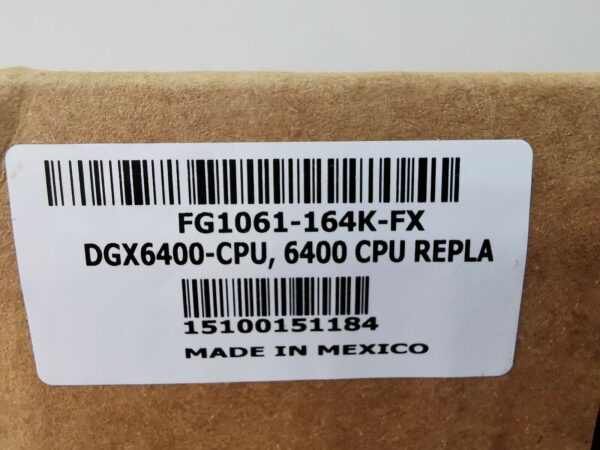 FG1061-164K-FX
DGX6400-CPU, 6400 CPU REPLA
15100151184
MADE IN MEXICO